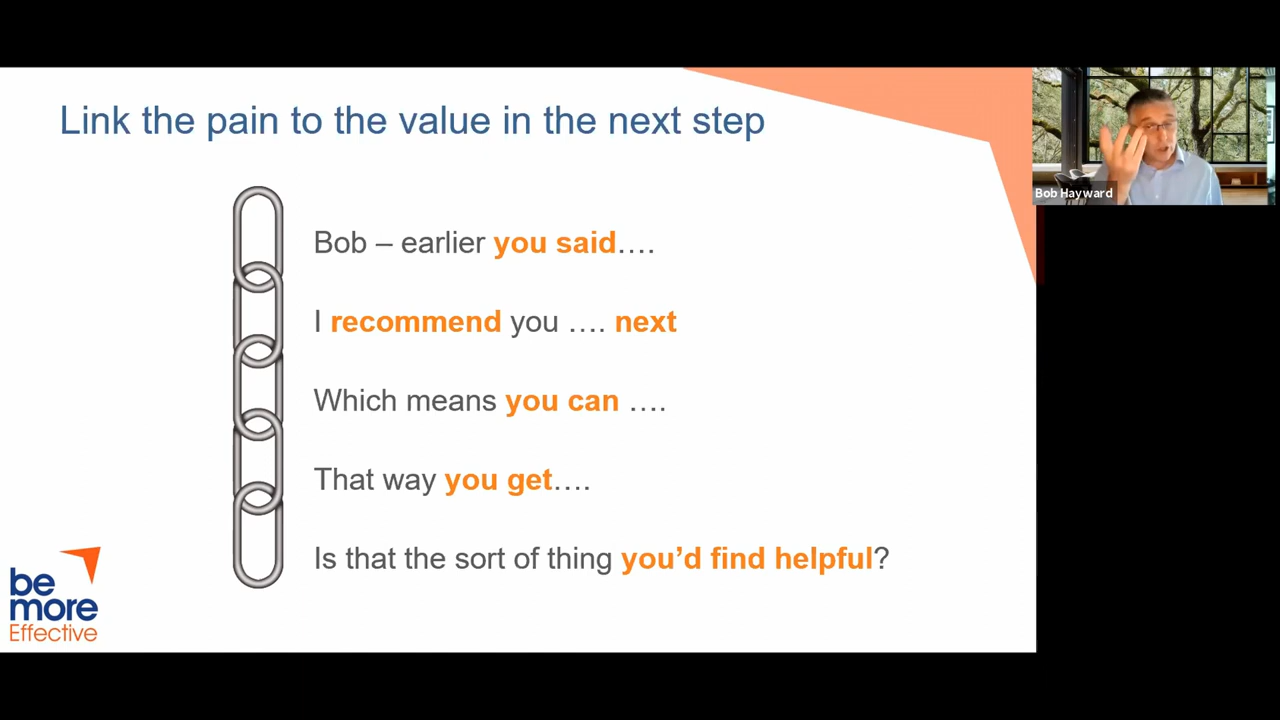 Link the pain to the value in the next step
Bob Hayward
Bob – earlier you said….
I recommend you …. next
Which means you can ….
That way you get….
Is that the sort of thing you’d find helpful?
be
more
Effective